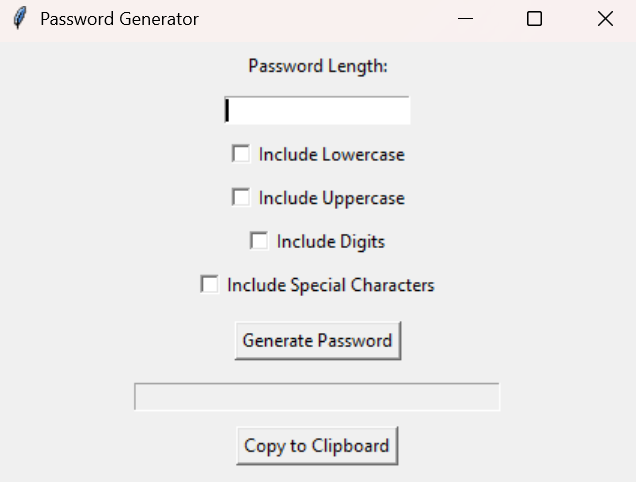 Password Generator
Password Length:
Include Lowercase
Include Uppercase
Include Digits
Include Special Characters
Generate Password
Copy to Clipboard